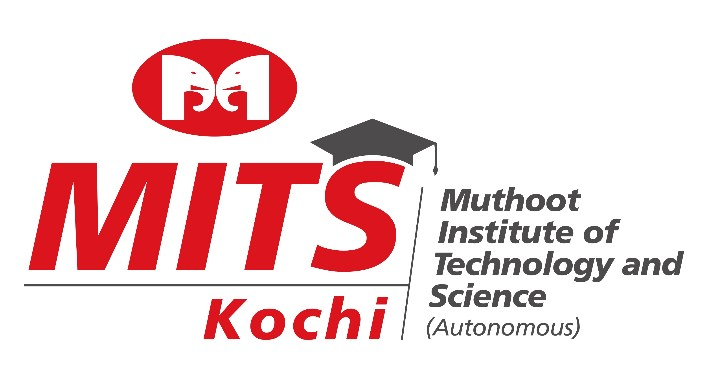 MITS
Kochi
Muthoot
Institute of
Technology and
Science
(Autonomous)